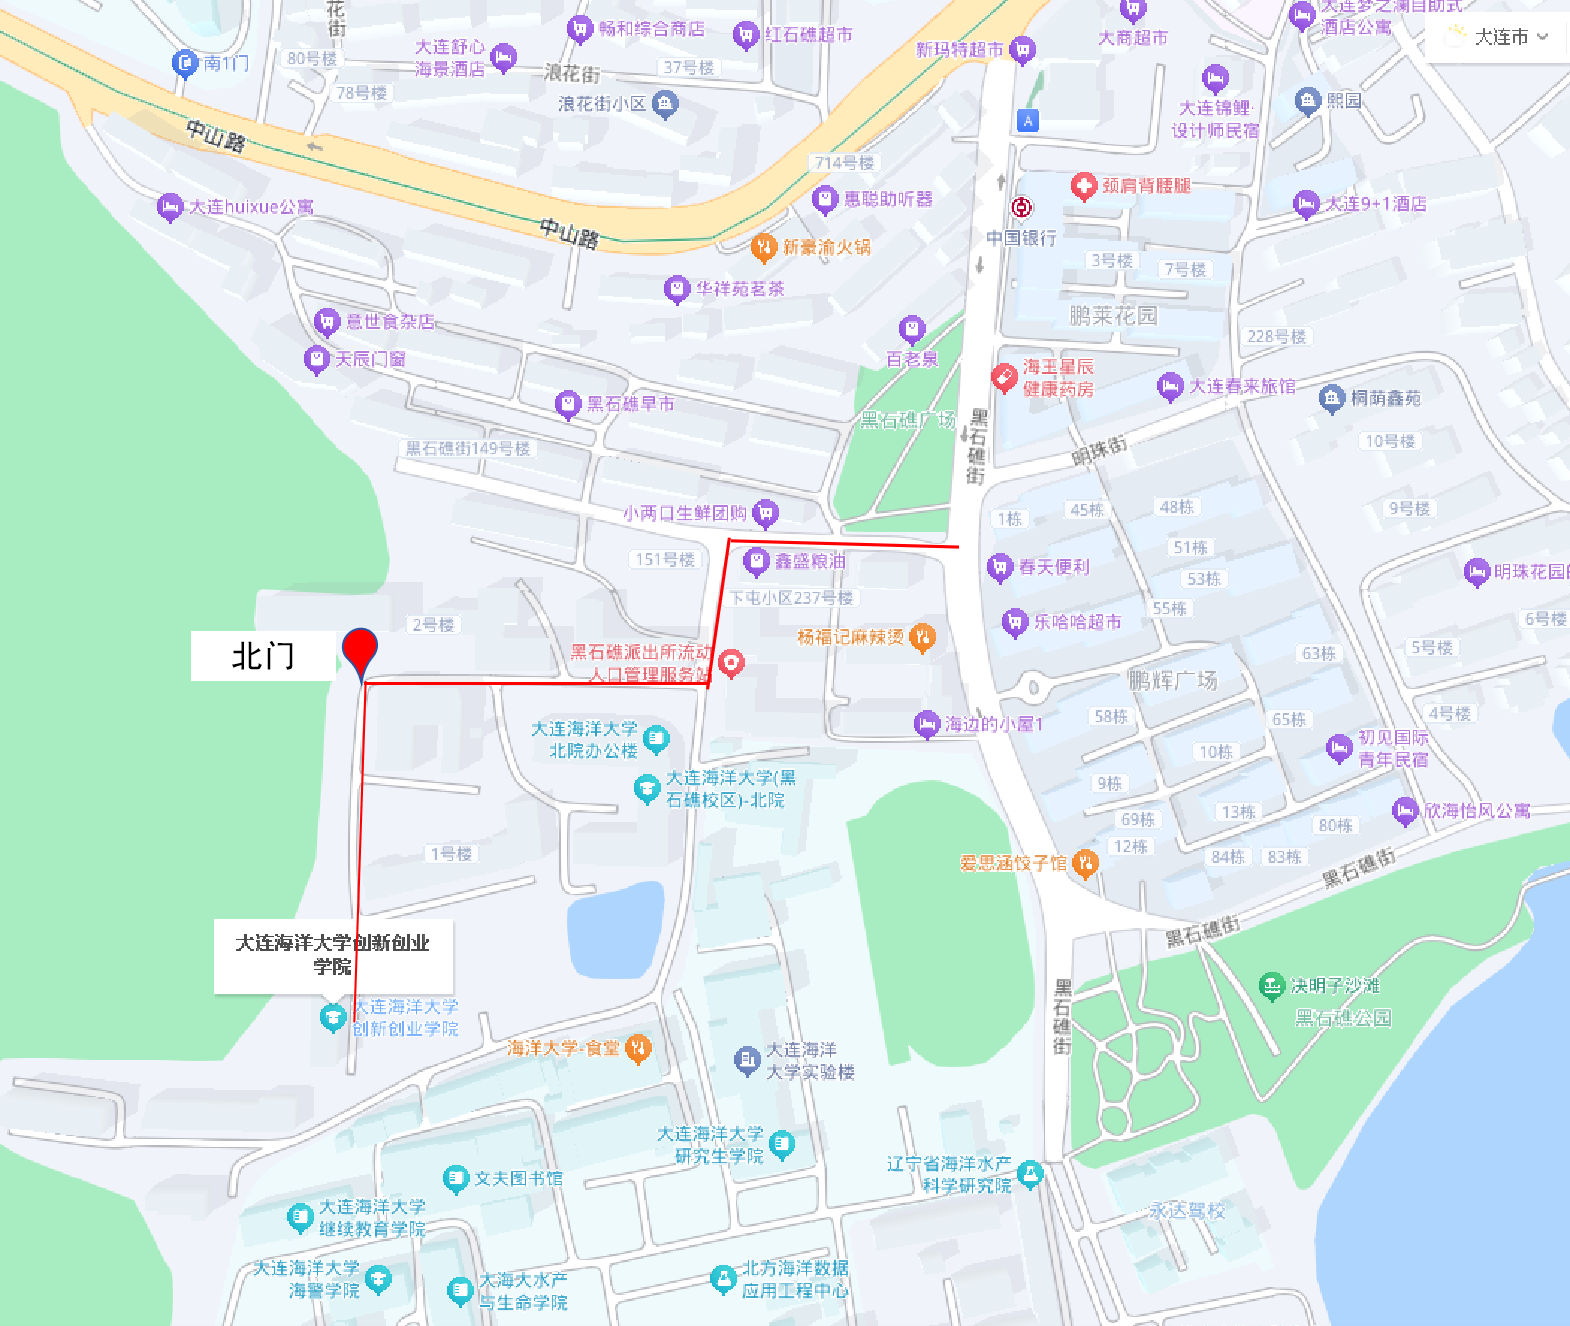 花
街
畅和综合商店
红石礁超市
大连舒心
海景酒店
80号楼
南1门
78号楼
浪花街
37号楼
浪花街小区
新玛特超市
大商超市
大连梦之澜自助式
酒店公寓
大连市
A
大连锦鲤·
设计师民宿
熙园
中山路
714号楼
颈肩背腰腿
大连huixue公寓
惠聪助听器
中山路
新豪渝火锅
中国银行
大连9+1酒店
3号楼
7号楼
华祥苑茗茶
鹏莱花园
意世食杂店
天辰门窗
百老泉
228号楼
海王星辰
健康药房
大连春来旅馆
桐荫鑫苑
黑石礁早市
黑石礁广场
黑石礁街
明珠街
10号楼
黑石礁街149号楼
小两口生鲜团购
1栋
45栋
48栋
9号楼
51栋
151号楼
鑫盛粮油
春天便利
53栋
明珠花园
下屯小区237号楼
55栋
乐哈哈超市
6号楼
2号楼
杨福记麻辣烫
63栋
5号楼
北门
黑石礁派出所流动
人口管理服务站
鹏辉广场
58栋
65栋
4号楼
大连海洋大学
北院办公楼
海边的小屋1
10栋
初见国际
青年民宿
大连海洋大学(黑
石礁校区)-北院
9栋
69栋
13栋
80栋
欣海怡风公寓
12栋
84栋
83栋
1号楼
爱思涵饺子馆
黑石礁街
黑石礁街
大连海洋大学创新创业
学院
大连海洋大学
创新创业学院
黑石礁街
决明子沙滩
黑石礁公园
海洋大学-食堂
大连海洋
大学实验楼
大连海洋大学
研究生学院
辽宁省海洋水产
科学研究院
文夫图书馆
大连海洋大学
继续教育学院
永达驾校
大连海洋大学
海警学院
大海大水产
与生命学院
北方海洋数据
应用工程中心